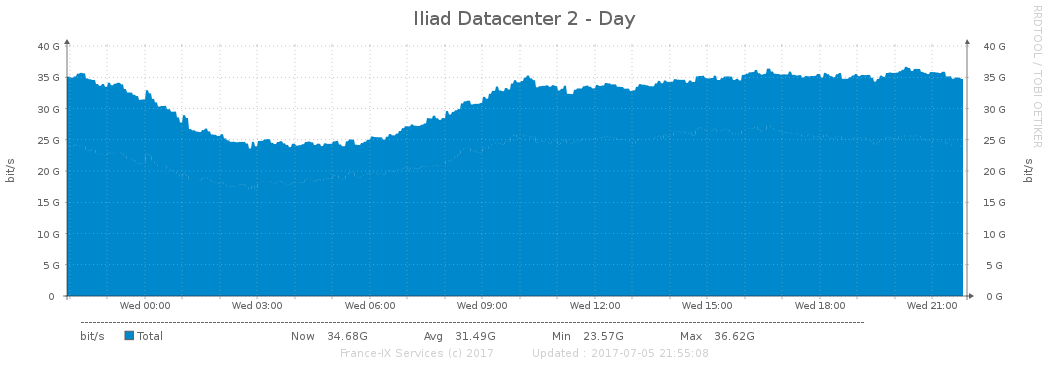 Iliad Datacenter 2 - Day
RRDTOOL / TOBI OETIKER
40 G 40 G
35 G 35 G
30 G 30 G
25 G 25 G
20 G 20 G
15 G 15 G
10 G 10 G
5 G 5 G
0 0 G
bit/s bit/s
Wed 00:00 Wed 03:00 Wed 06:00 Wed 09:00 Wed 12:00 Wed 15:00 Wed 18:00 Wed 21:00
bit/s Total Now 34.68G Avg 31.49G Min 23.57G Max 36.62G
France-IX Services (c) 2017 Updated : 2017-07-05 21:55:08